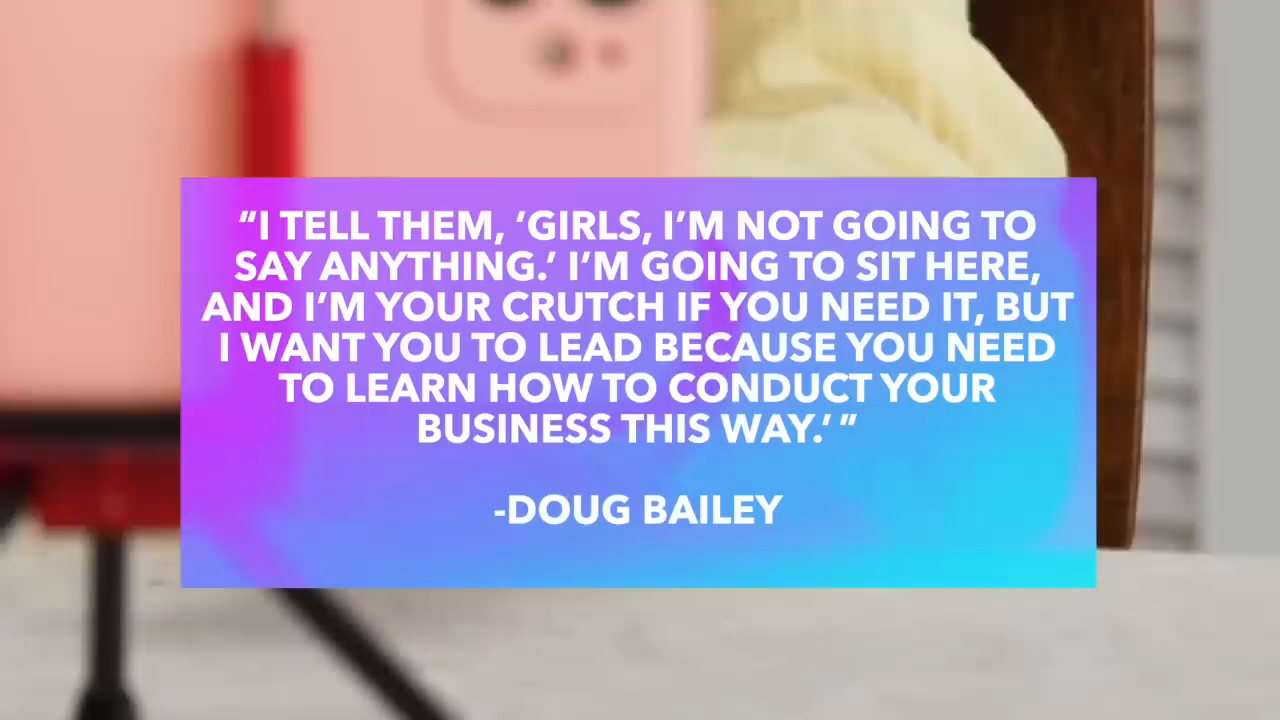 “I TELL THEM, ‘GIRLS, I’M NOT GOING TO
SAY ANYTHING.’ I’M GOING TO SIT HERE,
AND I’M YOUR CRUTCH IF YOU NEED IT, BUT
I WANT YOU TO LEAD BECAUSE YOU NEED
TO LEARN HOW TO CONDUCT YOUR
BUSINESS THIS WAY.’ ”
-DOUG BAILEY